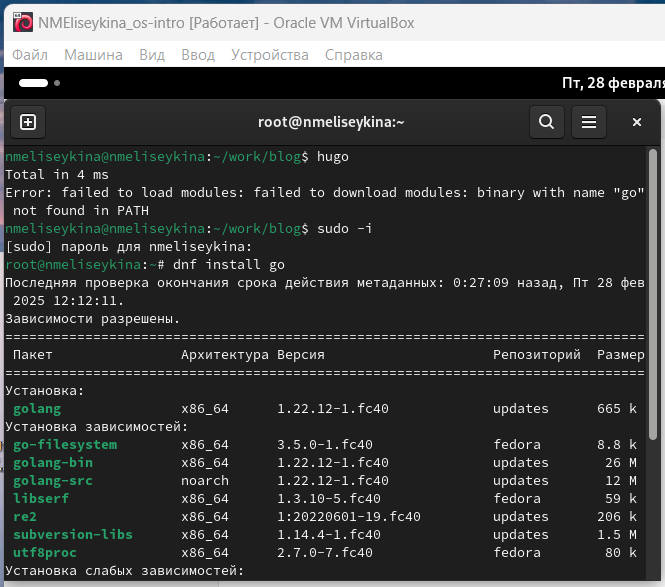 NMEliseykina_os-intro [Работает] - Oracle VM VirtualBox
Файл Машина Вид Ввод Устройства Справка
Пт, 28 февраля
root@nmeliseykina:~
nmeliseykina@nmeliseykina:~/work/blog$ hugo
Total in 4 ms
Error: failed to load modules: failed to download modules: binary with name "go"
not found in PATH
nmeliseykina@nmeliseykina:~/work/blog$ sudo -i
[sudo] пароль для nmeliseykina:
root@nmeliseykina:~# dnf install go
Последняя проверка окончания срока действия метаданных: 0:27:09 назад, Пт 28 фев
2025 12:12:11.
Зависимости разрешены.
================================================================================
Пакет Архитектура Версия Репозиторий Размер
================================================================================
Установка:
golang x86_64 1.22.12-1.fc40 updates 665 k
Установка зависимостей:
go-filesystem x86_64 3.5.0-1.fc40 fedora 8.8 k
golang-bin x86_64 1.22.12-1.fc40 updates 26 M
golang-src noarch 1.22.12-1.fc40 updates 12 M
libserf x86_64 1.3.10-5.fc40 fedora 59 k
re2 x86_64 1:20220601-19.fc40 updates 206 k
subversion-libs x86_64 1.14.4-1.fc40 updates 1.5 M
utf8proc x86_64 2.7.0-7.fc40 fedora 80 k
Установка слабых зависимостей: